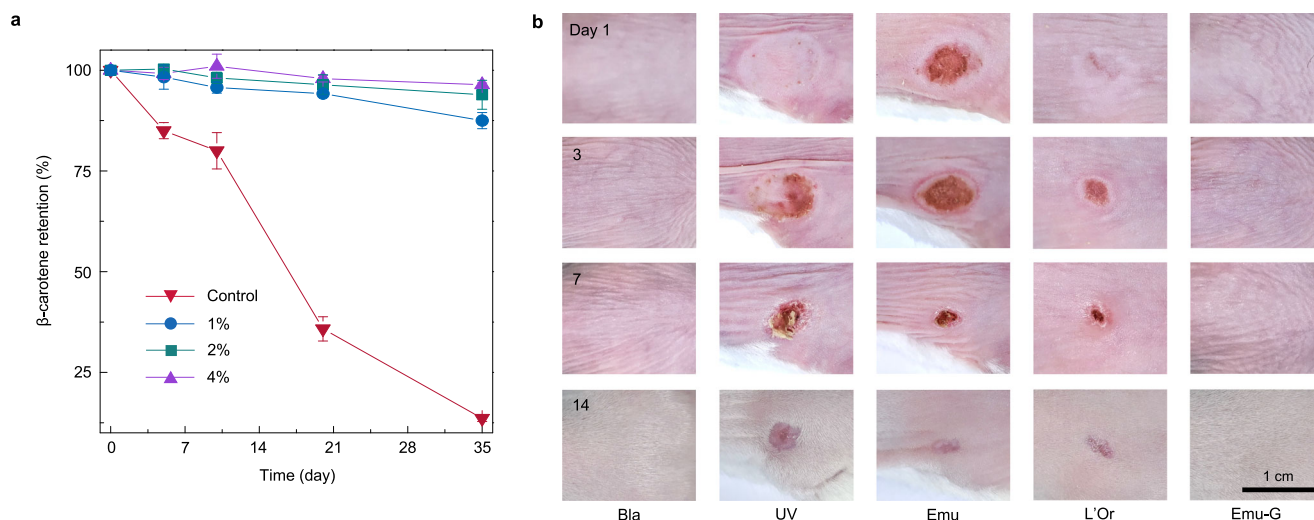 a
100
75
50
25
β-carotene retention (%)
Control
1%
2%
4%
0
7
14
21
28
35
Time (day)
b
Day 1
3
7
14
1 cm
Bla
UV
Emu
L'Or
Emu-G